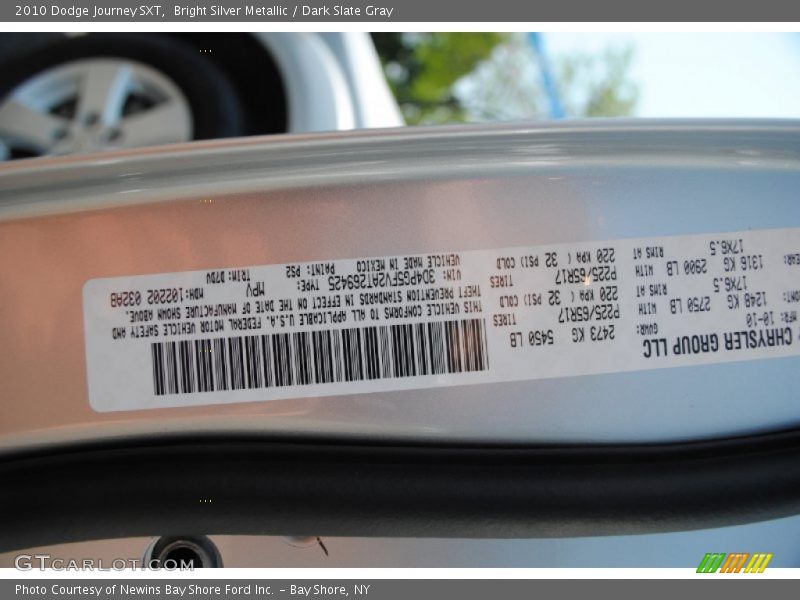 2010 Dodge Journey SXT,  Bright Silver Metallic / Dark Slate Gray
CHRYSLER GROUP LLC
10-10
GVWR: 2473 KG 5450 LB
1248 KG 2750 LB WITH P225/65R17 TIRES
17X6.5 RIMS AT 220 KPA ( 32 PSI) COLD
REAR: 1316 KG 2900 LB WITH P225/65R17 TIRES
17X6.5 RIMS AT 220 KPA ( 32 PSI) COLD
THIS VEHICLE CONFORMS TO ALL APPLICABLE U.S.A. FEDERAL MOTOR VEHICLE SAFETY AND
THEFT PREVENTION STANDARDS IN EFFECT ON THE DATE OF MANUFACTURE SHOWN ABOVE.
VIN: 3D4PG5FV2AT269425 TYPE: MPV MDH:102202 032AB
VEHICLE MADE IN MEXICO PAINT: PS2 TRIM: D7DV
GTCARLOT.COM
Photo Courtesy of Newins Bay Shore Ford Inc. – Bay Shore, NY